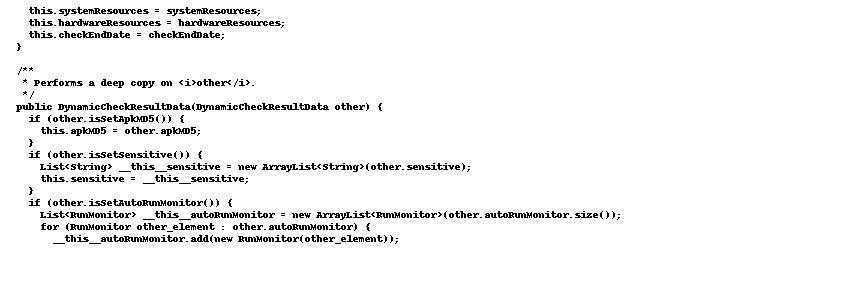 this.systemResources = systemResources;
    this.hardwareResources = hardwareResources;
    this.checkEndDate = checkEndDate;
  }

  /**
   * Performs a deep copy on <i>other</i>.
   */
  public DynamicCheckResultData(DynamicCheckResultData other) {
    if (other.isSetApkMD5()) {
      this.apkMD5 = other.apkMD5;
    }
    if (other.isSetSensitive()) {
      List<String> __this__sensitive = new ArrayList<String>(other.sensitive);
      this.sensitive = __this__sensitive;
    }
    if (other.isSetAutoRunMonitor()) {
      List<RunMonitor> __this__autoRunMonitor = new ArrayList<RunMonitor>(other.autoRunMonitor.size());
      for (RunMonitor other_element : other.autoRunMonitor) {
        __this__autoRunMonitor.add(new RunMonitor(other_element));